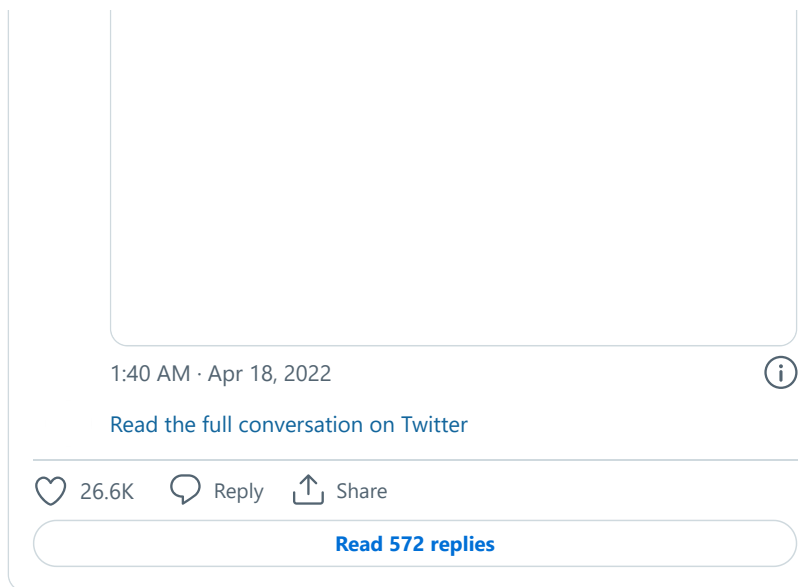 1:40 AM · Apr 18, 2022
Read the full conversation on Twitter
26.6K Reply Share
Read 572 replies